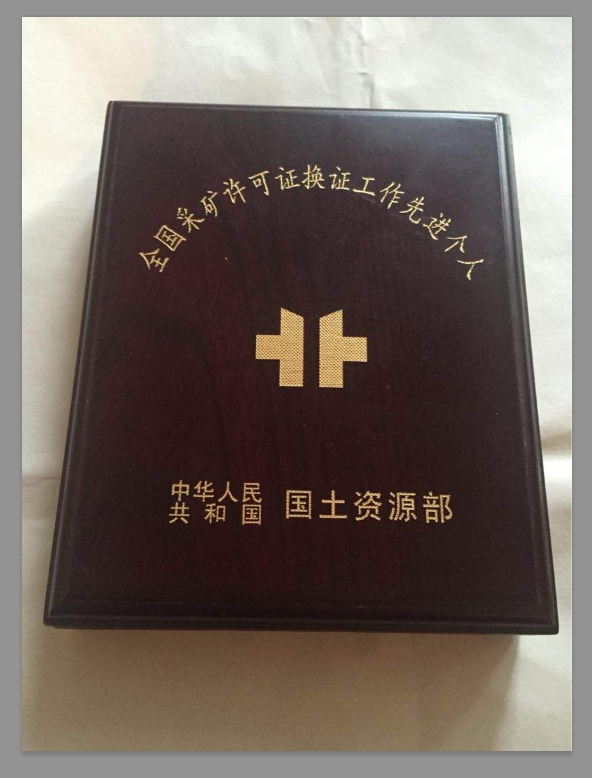 全国采矿许可证换证工作先进个人
中华人民
共和国
国土资源部